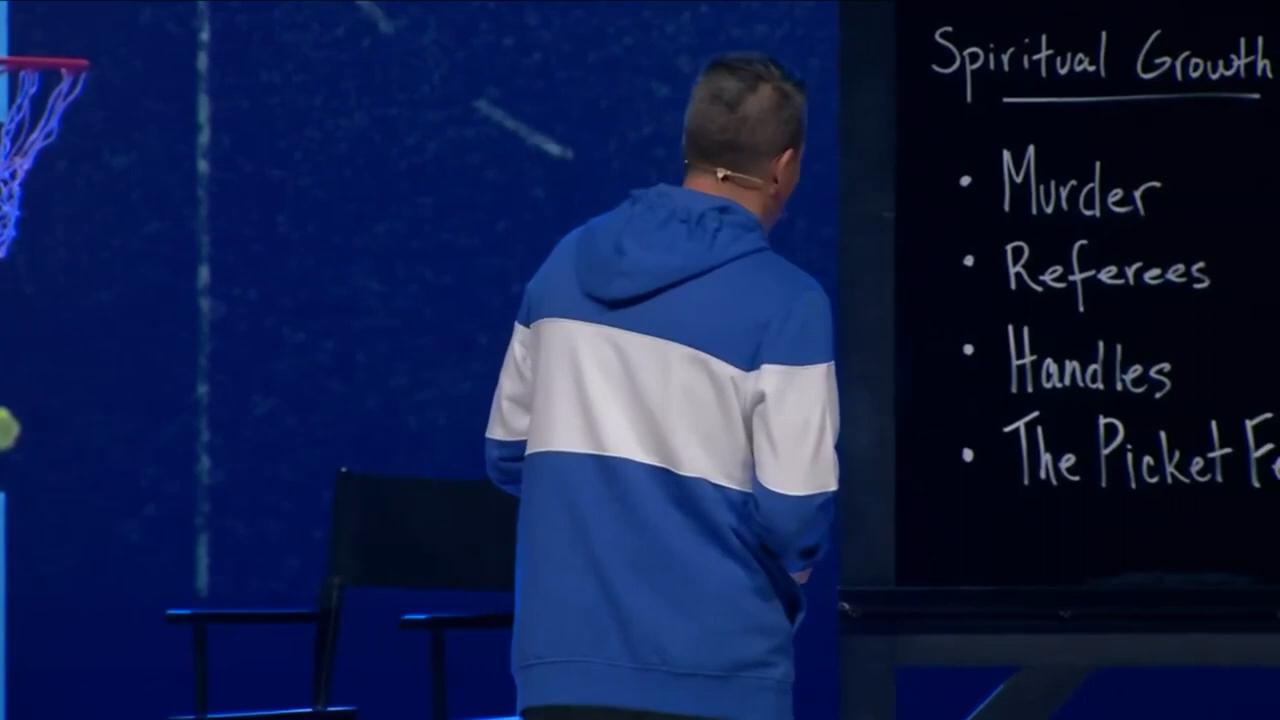 Spiritual Growth
• Murder
• Referees
• Handles
• The Picket